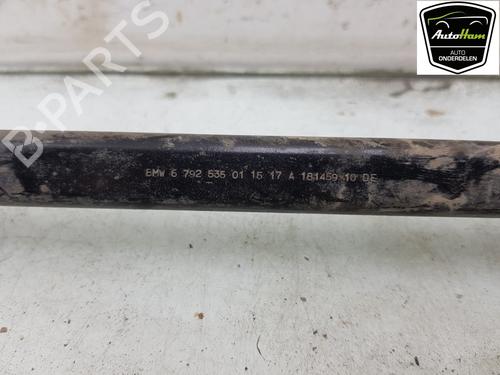 AutoHam
AUTO
ONDERDELEN
B-PARTS
BMW 6 792 535 01 15 17 A 181459-10 DE